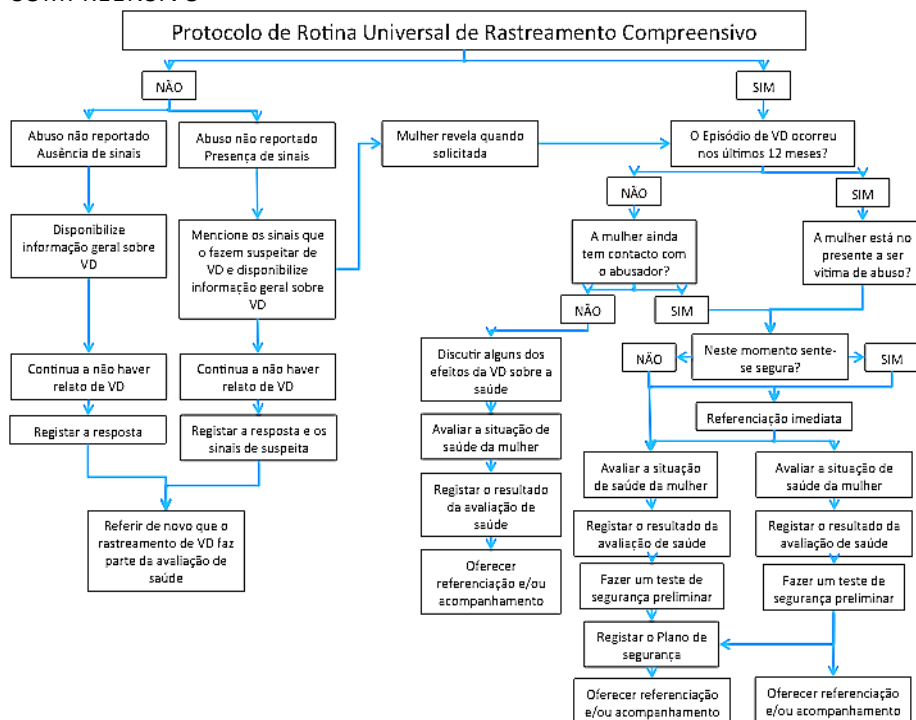 Protocolo de Rotina Universal de Rastreamento Compreensivo
NÃO
SIM
Abuso não reportado
Ausência de sinais
Abuso não reportado
Presença de sinais
Mulher revela quando
solicitada
O Episódio de VD ocorreu
nos últimos 12 meses?
NÃO
SIM
Disponibilize
informação geral sobre
VD
Mencione os sinais que
o fazem suspeitar de
VD e disponibilize
informação geral sobre
VD
A mulher ainda
tem contacto com
o abusador?
A mulher está no
presente a ser
vítima de abuso?
NÃO
SIM
Continua a não haver
relato de VD
Continua a não haver
relato de VD
Discutir alguns dos
efeitos da VD sobre a
saúde
NÃO
Neste momento sente-
se segura?
SIM
Registar a resposta
Registar a resposta e os
sinais de suspeita
Avaliar a situação de
saúde da mulher
Referenciação imediata
Avaliar a situação
de saúde da mulher
Avaliar a situação de
saúde da mulher
Referir de novo que o
rastreamento de VD faz
parte da avaliação de
saúde
Registar o resultado
da avaliação de
saúde
Registar o resultado da
avaliação de saúde
Registar o resultado da
avaliação de saúde
Oferecer
referenciação e/ou
acompanhamento
Fazer um teste de
segurança preliminar
Fazer um teste de
segurança preliminar
Registar o Plano de
segurança
Oferecer referenciação
e/ou acompanhamento
Oferecer referenciação
e/ou acompanhamento